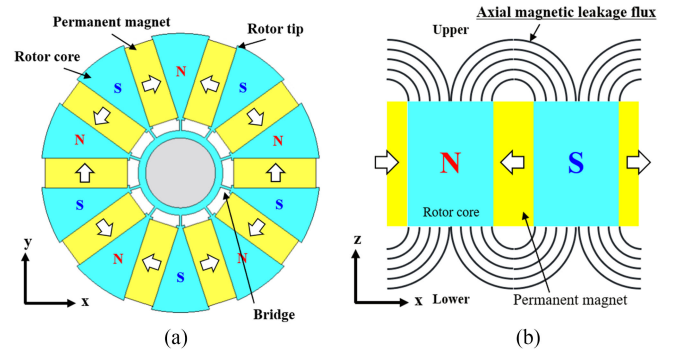 Permanent magnet
Rotor core
Rotor tip
N
S
S
N
N
S
S
N
N
S
y
x
Bridge
(a)
Axial magnetic leakage flux
Upper
N
S
Rotor core
z
x
Lower
Permanent magnet
(b)